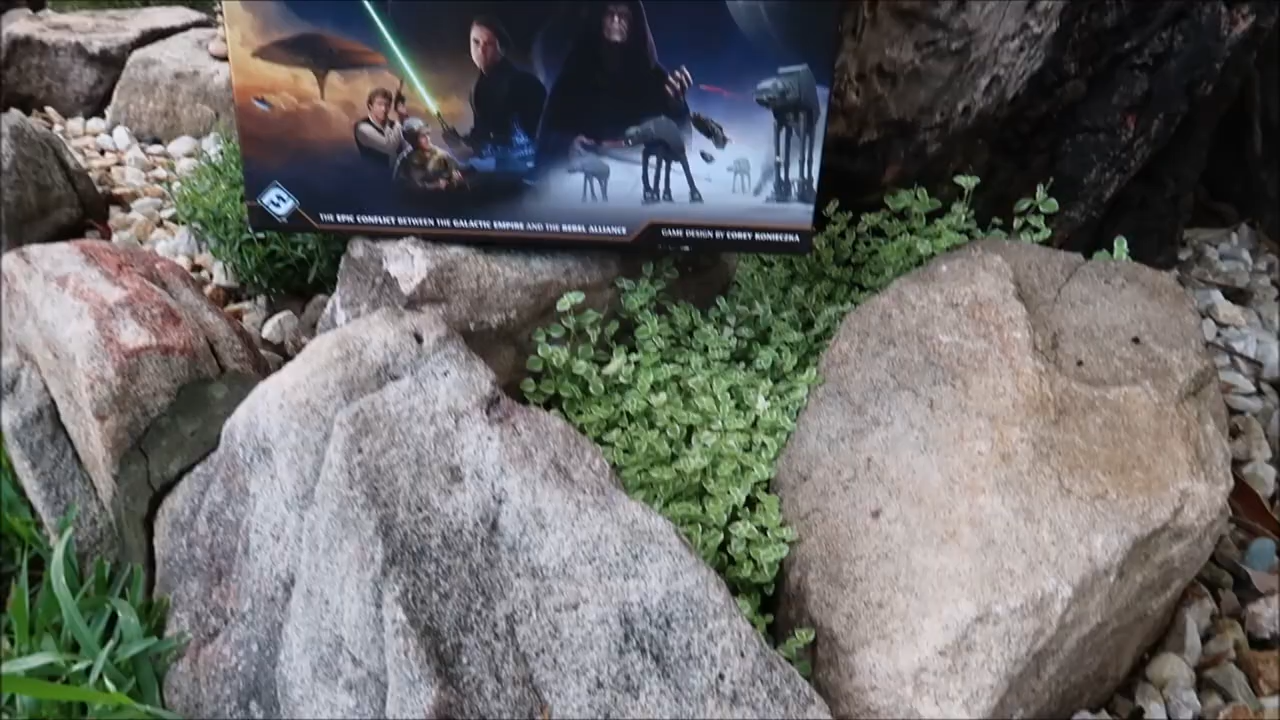 THE EPIC CONFLICT BETWEEN THE GALACTIC EMPIRE AND THE REBEL ALLIANCE
GAME DESIGN BY COREY KONIECZKA